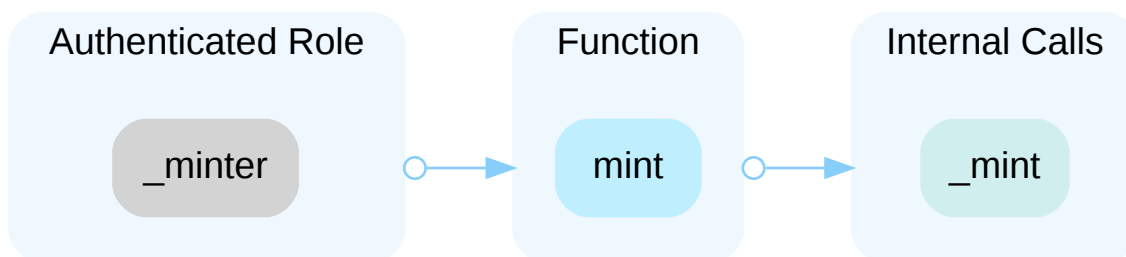 Authenticated Role
_minter
Function
mint
Internal Calls
_mint